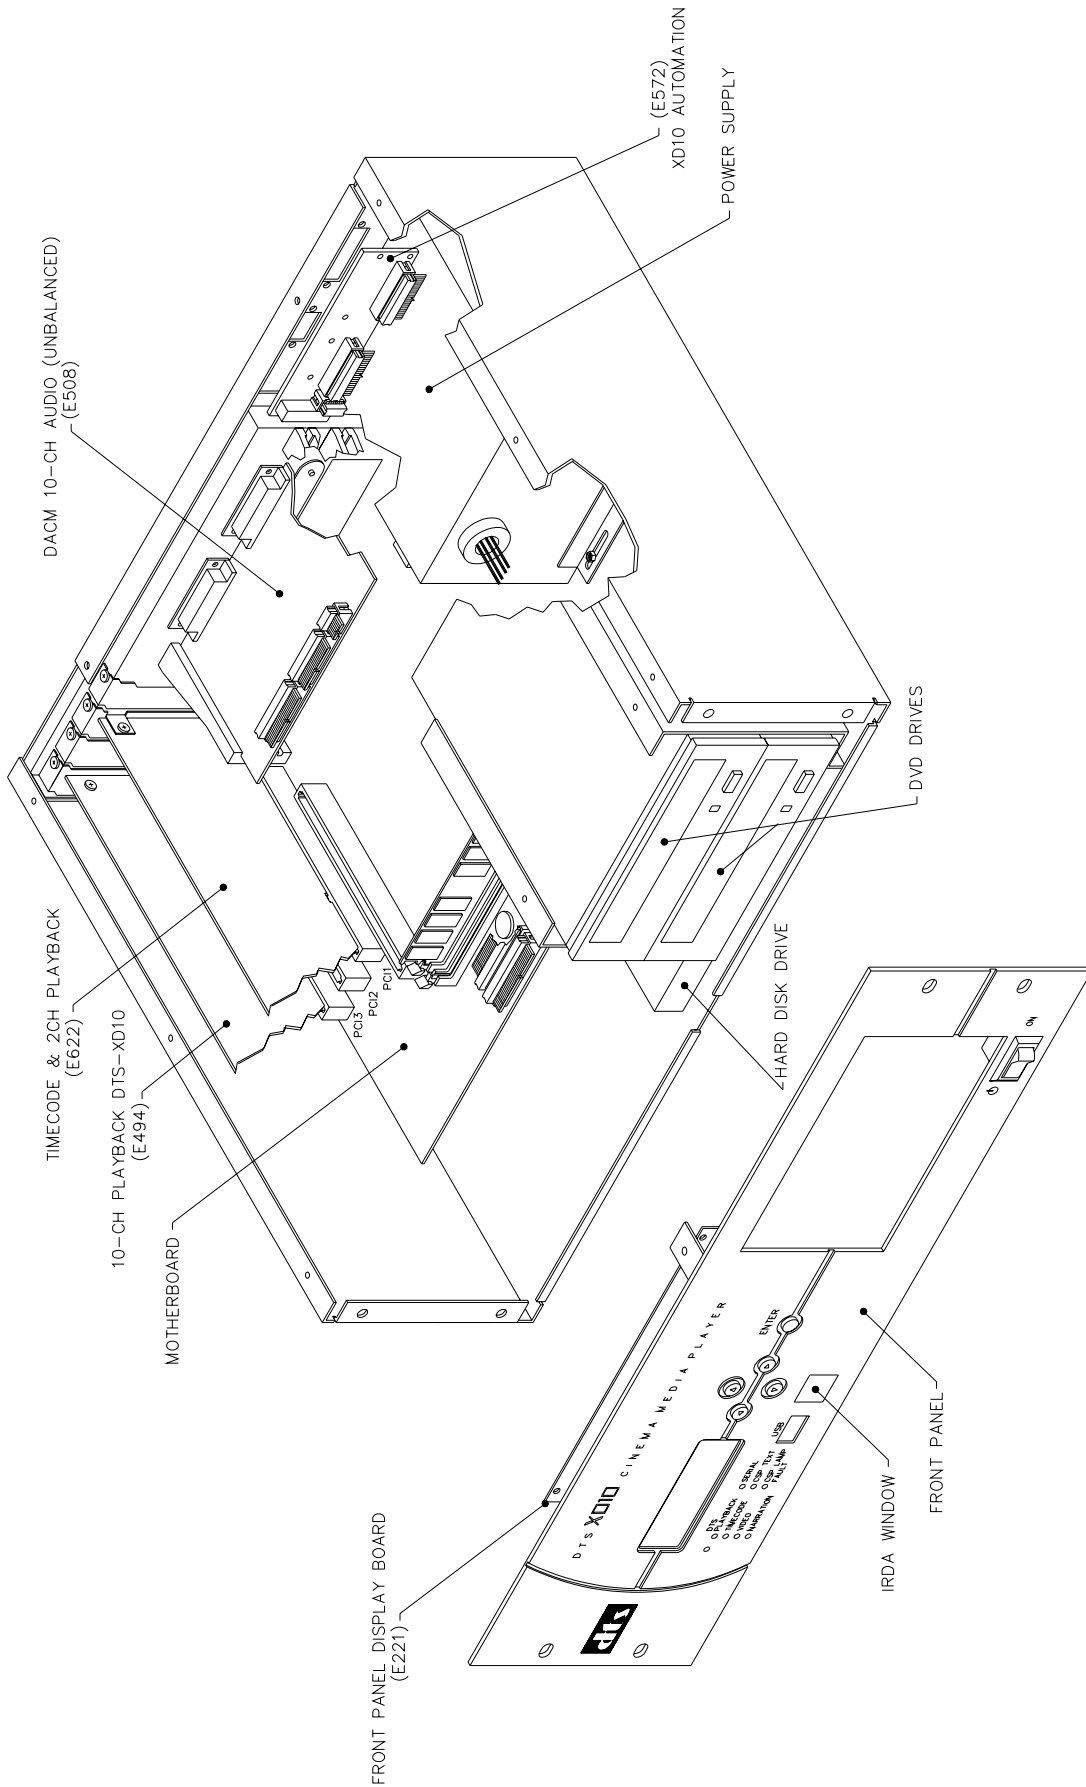 DACM 10-CH AUDIO (UNBALANCED)
(E508)
(E572)
XD10 AUTOMATION
POWER SUPPLY
TIMECODE & 2CH PLAYBACK
(E622)
10-CH PLAYBACK DTS-XD10
(E494)
MOTHERBOARD
PCI3
PCI2
PCI1
DVD DRIVES
HARD DISK DRIVE
FRONT PANEL DISPLAY BOARD
(E221)
IRDA WINDOW
FRONT PANEL
DTS XD10 CINEMA MEDIA PLAYER
ENTER
USB
DTS
PLAYBACK
TIMECODE
VIDEO
NARRATION
SERIAL
CSP TEXT
CSP LAMP
FAULT
ON
dts